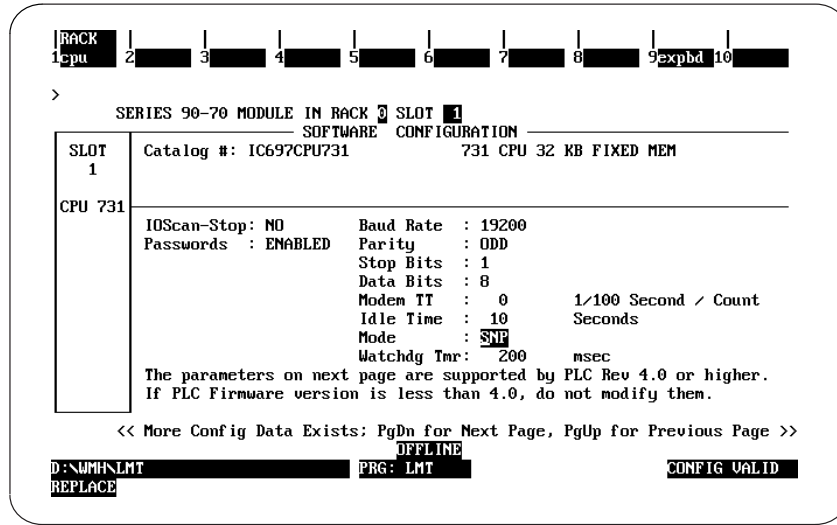 RACK
1cpu 2 3 4 5 6 7 8 9expbd 10
>
SERIES 90-70 MODULE IN RACK 0 SLOT 1
SOFTWARE CONFIGURATION
SLOT Catalog #: IC697CPU731 731 CPU 32 KB FIXED MEM
1
CPU 731
IOScan-Stop: NO Baud Rate : 19200
Passwords : ENABLED Parity : ODD
Stop Bits : 1
Data Bits : 8
Modem TT : 0 1/100 Second / Count
Idle Time : 10 Seconds
Mode : SNP
Watchdg Tmr: 200 msec
The parameters on next page are supported by PLC Rev 4.0 or higher.
If PLC Firmware version is less than 4.0, do not modify them.
<< More Config Data Exists; PgDn for Next Page, PgUp for Previous Page >>
OFFLINE
D:\WMH\LMT PRG: LMT CONFIG VALID
REPLACE